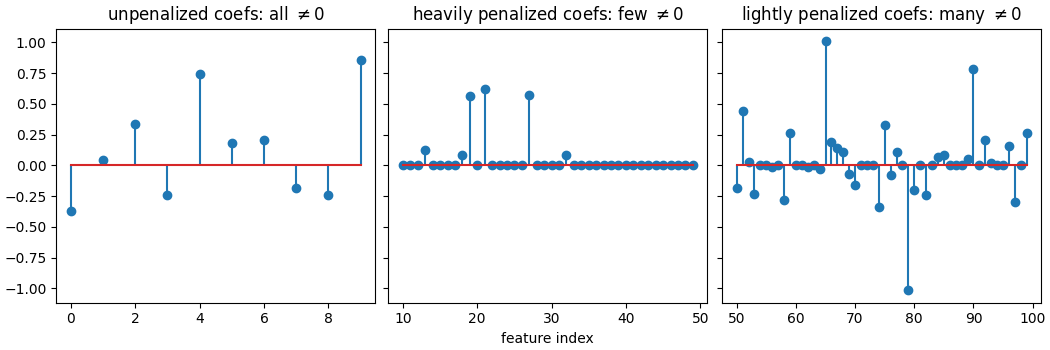 unpenalized coefs: all ≠0
heavily penalized coefs: few ≠0
lightly penalized coefs: many ≠0
1.00
0.75
0.50
0.25
0.00
−0.25
−0.50
−0.75
−1.00
0 2 4 6 8
10 20 30 40 50
50 60 70 80 90 100
feature index